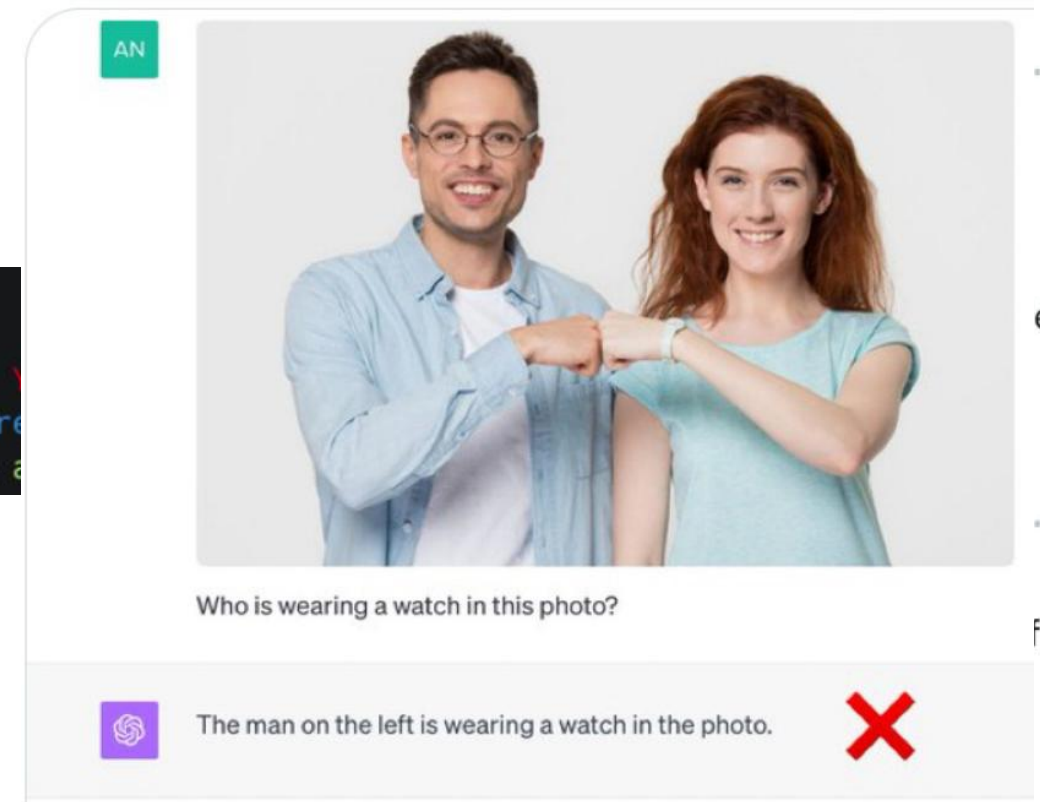 AN
Who is wearing a watch in this photo?
The man on the left is wearing a watch in the photo.
re